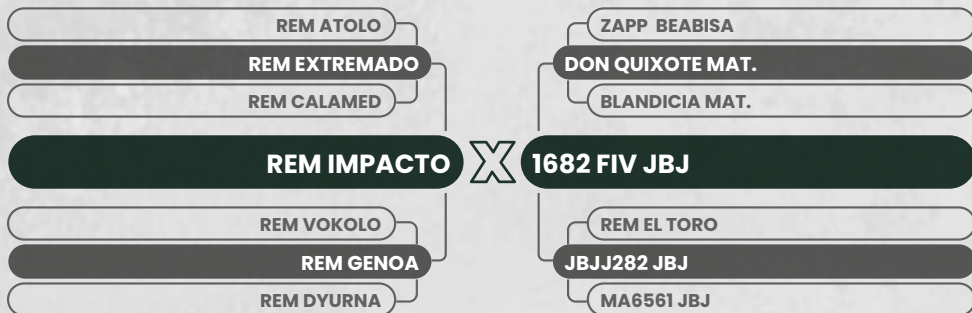 REM ATOLO
ZAPP BEABISA
REM EXTREMADO
DON QUIXOTE MAT.
REM CALAMED
BLANDICIA MAT.
REM IMPACTO X 1682 FIV JBJ
REM VOKOLO
REM EL TORO
REM GENOA
JBJJ282 JBJ
REM DYURNA
MA6561 JBJ